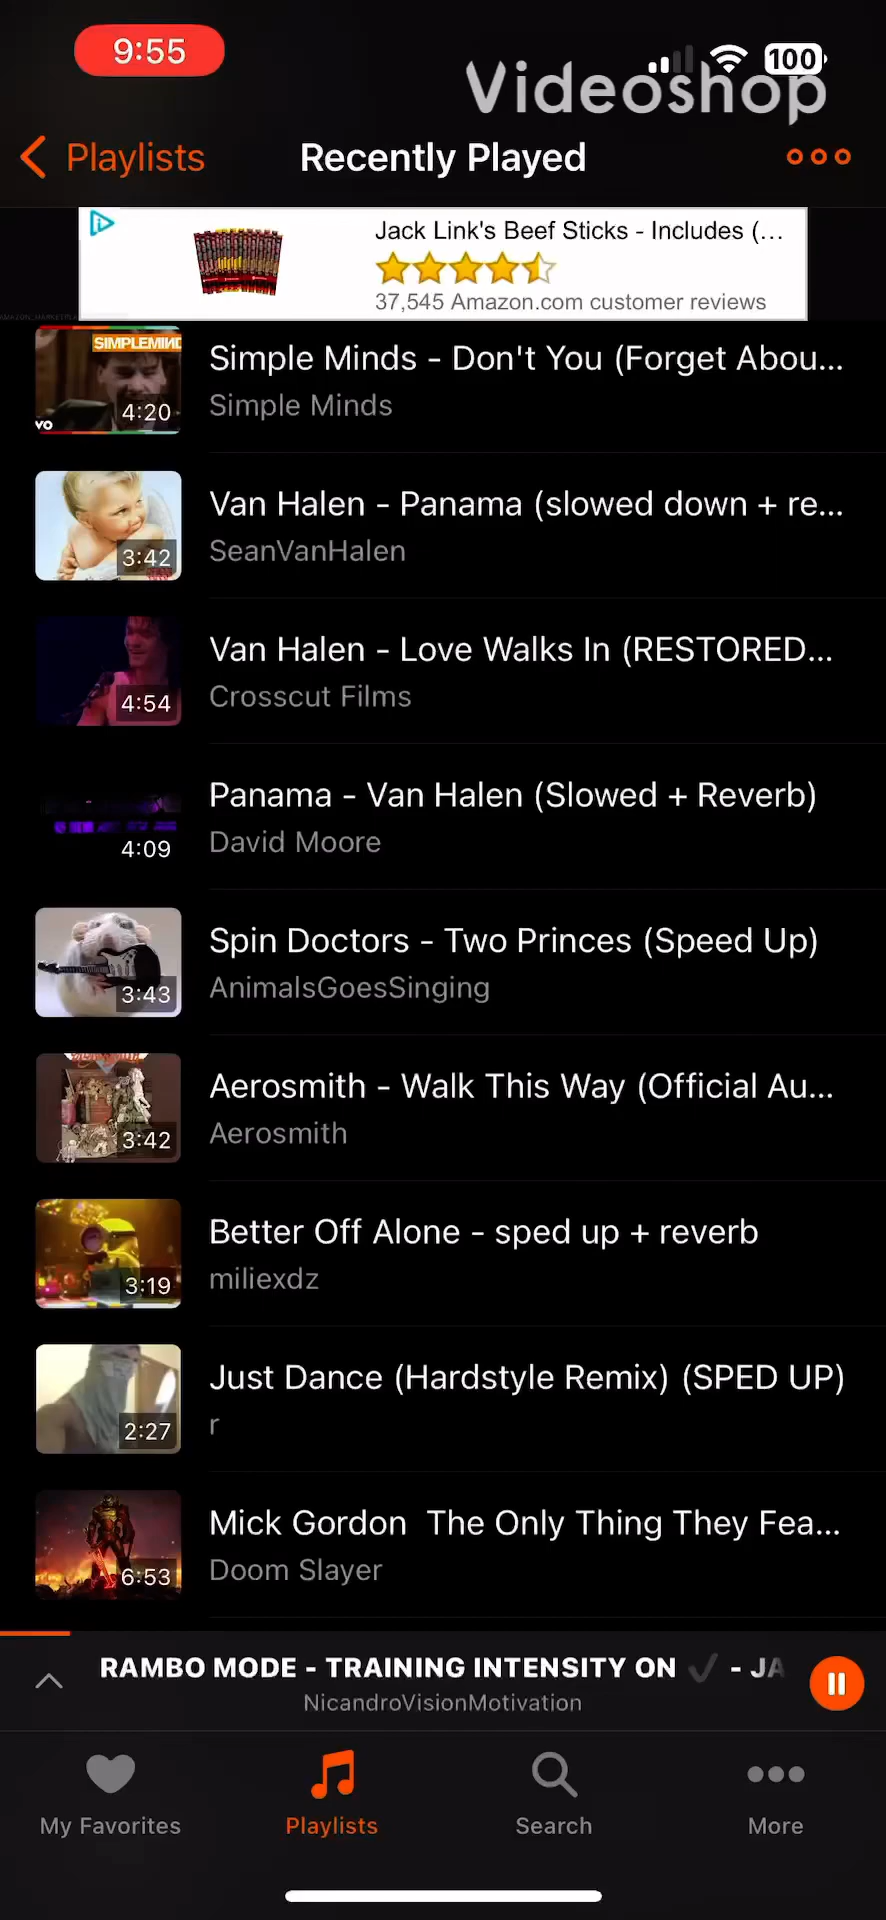 9:55
100
Videoshop
Playlists
Recently Played
Jack Link's Beef Sticks - Includes (...
37,545 Amazon.com customer reviews
SIMPLEMIND
4:20
vo
Simple Minds - Don't You (Forget Abou...
Simple Minds
3:42
Van Halen - Panama (slowed down + re...
SeanVanHalen
4:54
Van Halen - Love Walks In (RESTORED...
Crosscut Films
4:09
Panama - Van Halen (Slowed + Reverb)
David Moore
3:43
Spin Doctors - Two Princes (Speed Up)
AnimalsGoesSinging
3:42
Aerosmith - Walk This Way (Official Au...
Aerosmith
3:19
Better Off Alone - sped up + reverb
miliexdz
2:27
Just Dance (Hardstyle Remix) (SPED UP)
r
6:53
Mick Gordon  The Only Thing They Fea...
Doom Slayer
RAMBO MODE - TRAINING INTENSITY ON ✔ - JA
NicandroVisionMotivation
My Favorites
Playlists
Search
More